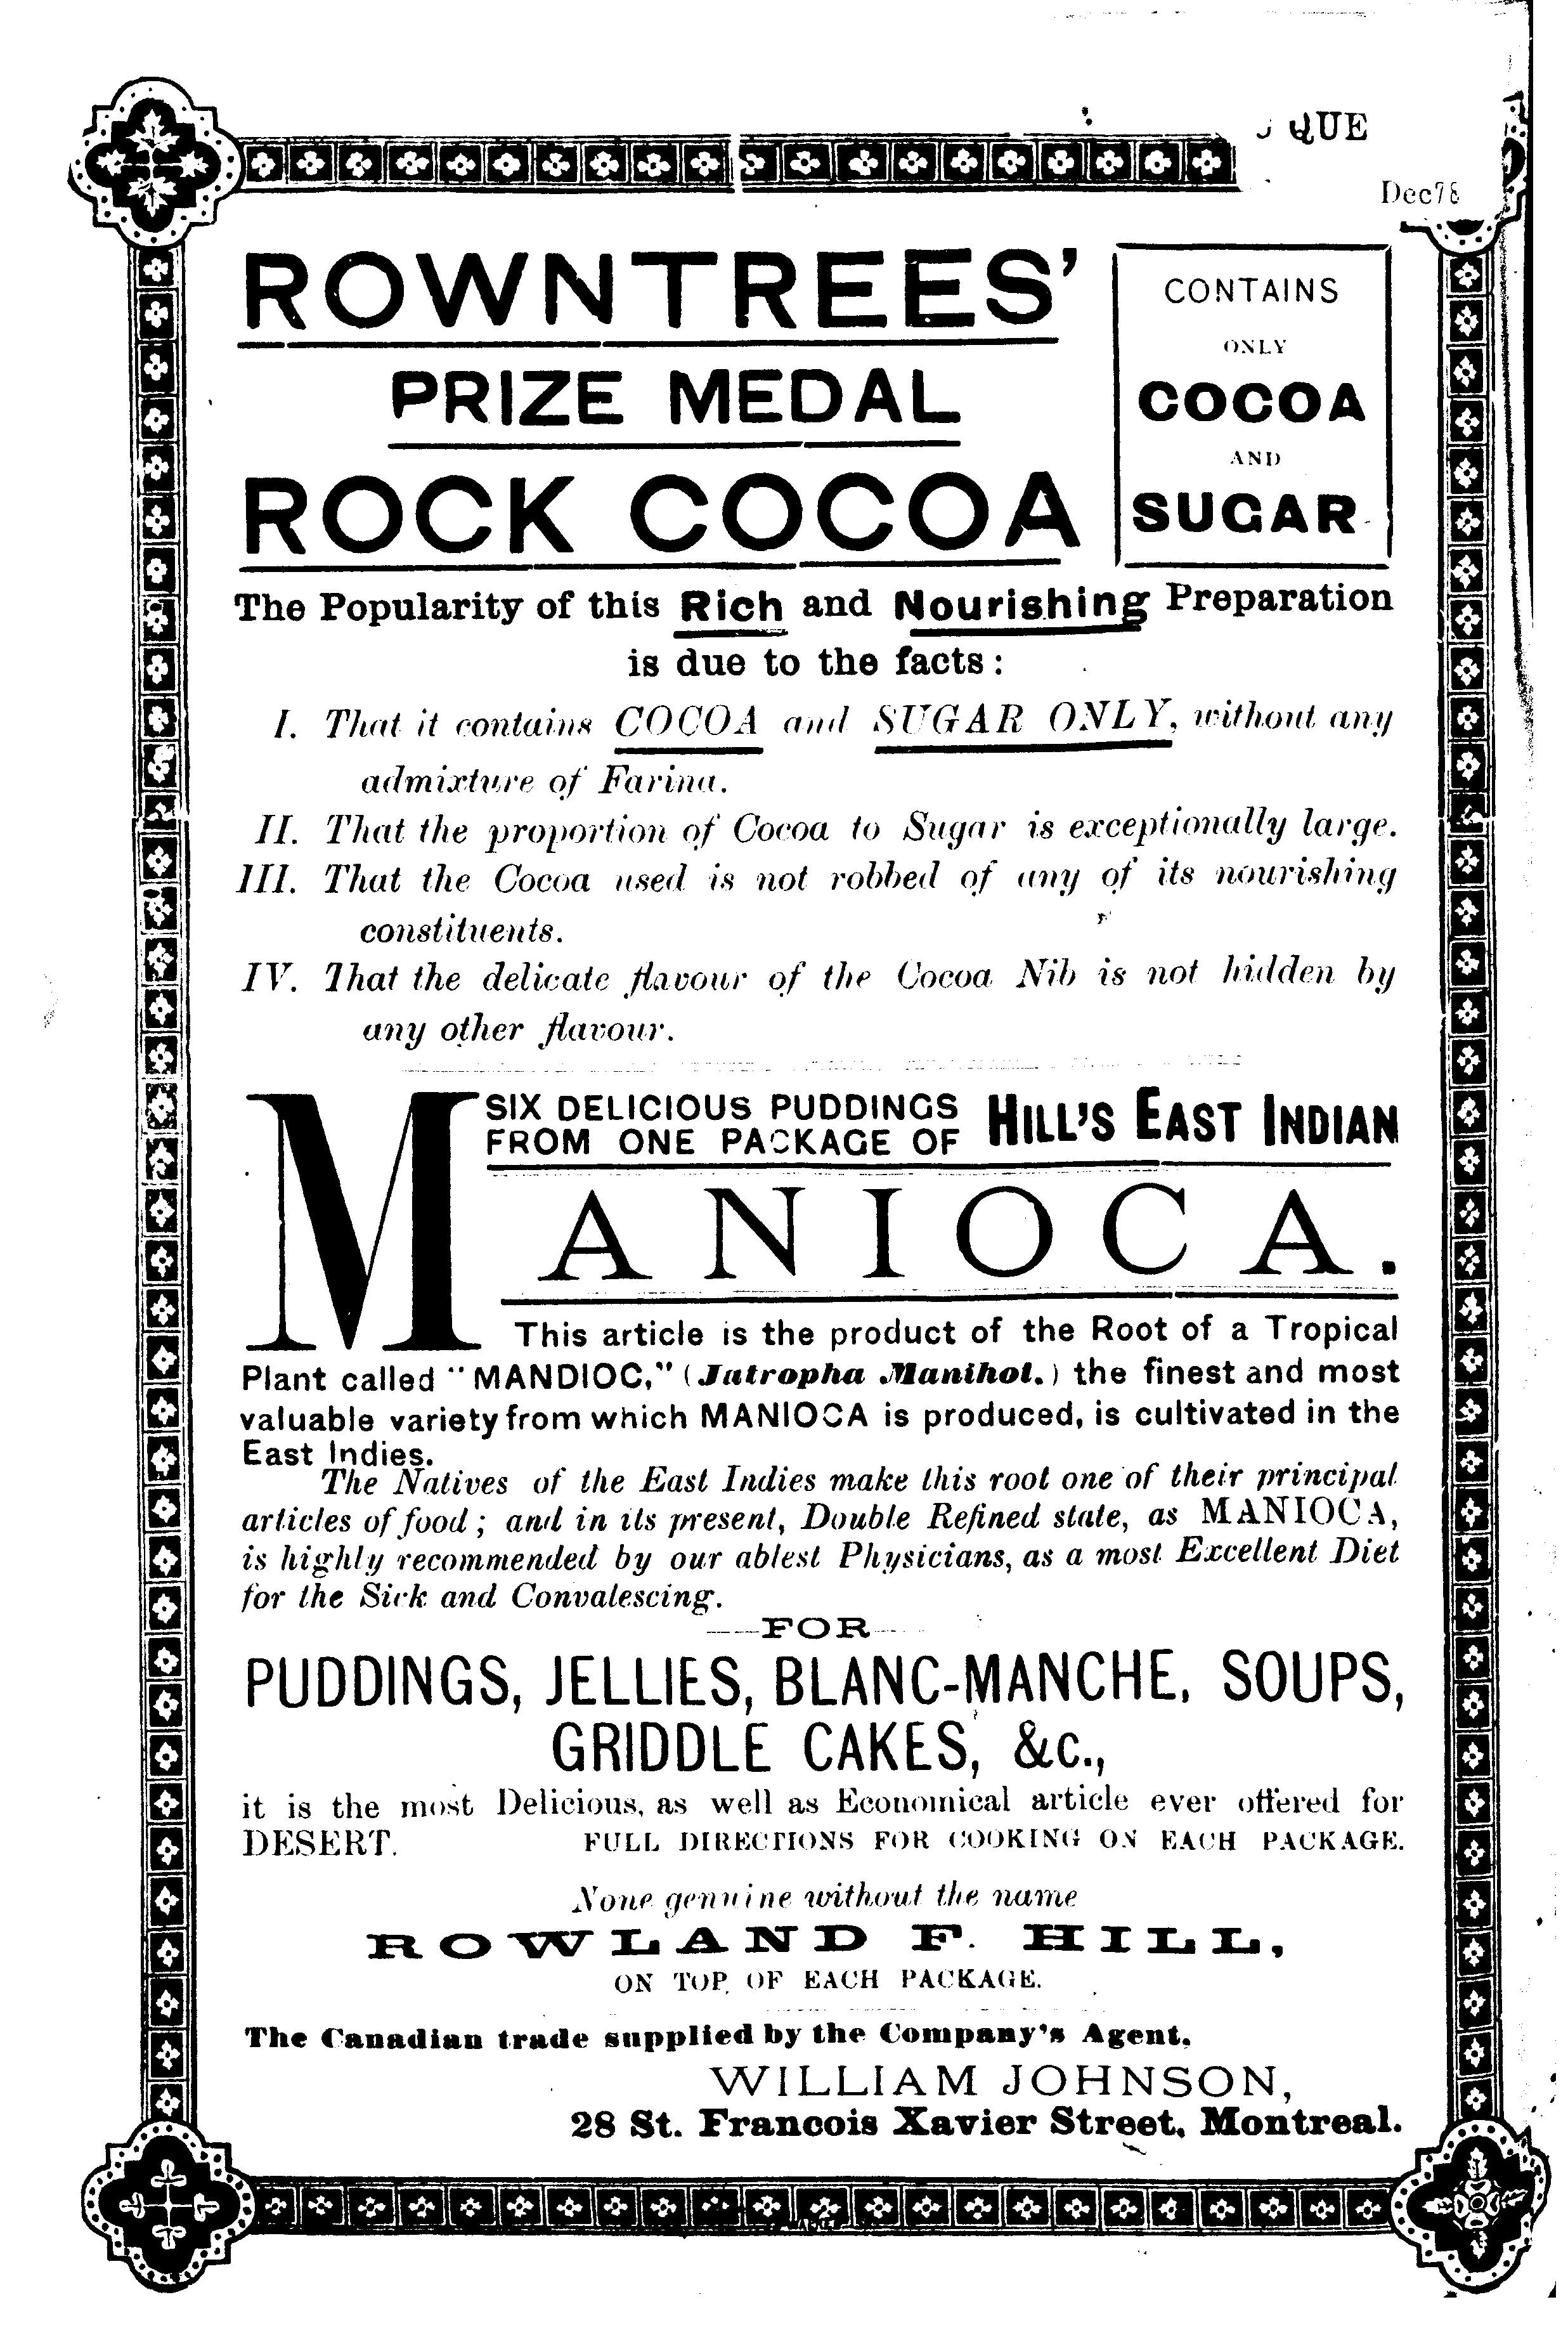 QUE
Dec78
ROWNTREES'
PRIZE MEDAL
ROCK COCOA
CONTAINS
ONLY
COCOA
AND
SUGAR
The Popularity of this Rich and Nourishing Preparation
is due to the facts:
I. That it contains COCOA and SUGAR ONLY, without any
admixture of Farina.
II. That the proportion of Cocoa to Sugar is exceptionally large.
III. That the Cocoa used is not robbed of any of its nourishing
constituents.
IV. That the delicate flavour of the Cocoa Nib is not hidden by
any other flavour.
SIX DELICIOUS PUDDINGS
FROM ONE PACKAGE OF
HILL'S EAST INDIAN
MANIOCA.
This article is the product of the Root of a Tropical
Plant called "MANDIOC," (Jatropha Manihot.) the finest and most
valuable variety from which MANIOCA is produced, is cultivated in the
East Indies.
The Natives of the East Indies make this root one of their principal
articles of food; and in its present, Double Refined state, as MANIOCA,
is highly recommended by our ablest Physicians, as a most Excellent Diet
for the Sick and Convalescing.
—FOR—
PUDDINGS, JELLIES, BLANC-MANCHE, SOUPS,
GRIDDLE CAKES, &c.,
it is the most Delicious, as well as Economical article ever offered for
DESERT. FULL DIRECTIONS FOR COOKING ON EACH PACKAGE.
None genuine without the name
ROWLAND F. HILL,
ON TOP OF EACH PACKAGE.
The Canadian trade supplied by the Company's Agent,
WILLIAM JOHNSON,
28 St. Francois Xavier Street, Montreal.